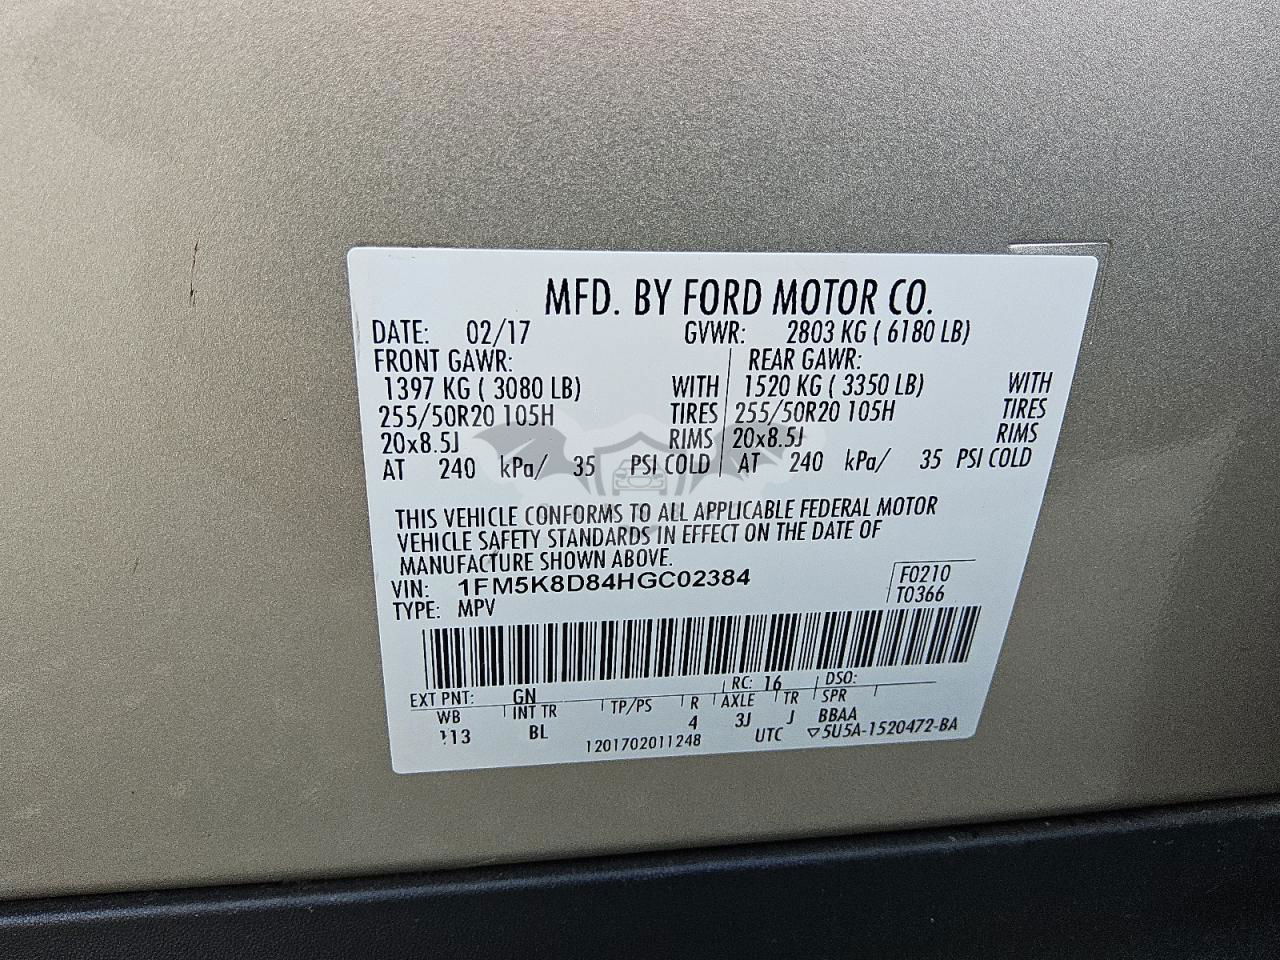 MFD. BY FORD MOTOR CO.
DATE: 02/17 GVWR: 2803 KG ( 6180 LB)
FRONT GAWR: REAR GAWR:
1397 KG ( 3080 LB) WITH 1520 KG ( 3350 LB) WITH
255/50R20 105H TIRES 255/50R20 105H TIRES
20x8.5J RIMS 20x8.5J RIMS
AT 240 kPa/ 35 PSI COLD AT 240 kPa/ 35 PSI COLD
THIS VEHICLE CONFORMS TO ALL APPLICABLE FEDERAL MOTOR
VEHICLE SAFETY STANDARDS IN EFFECT ON THE DATE OF
MANUFACTURE SHOWN ABOVE.
VIN: 1FM5K8D84HGC02384 F0210
TYPE: MPV T0366
EXT PNT: GN RC: 16 DSO:
WB INT TR TP/PS R AXLE TR SPR
113 BL 4 3J J BBAA
1201702011248 UTC ▽5U5A-1520472-BA